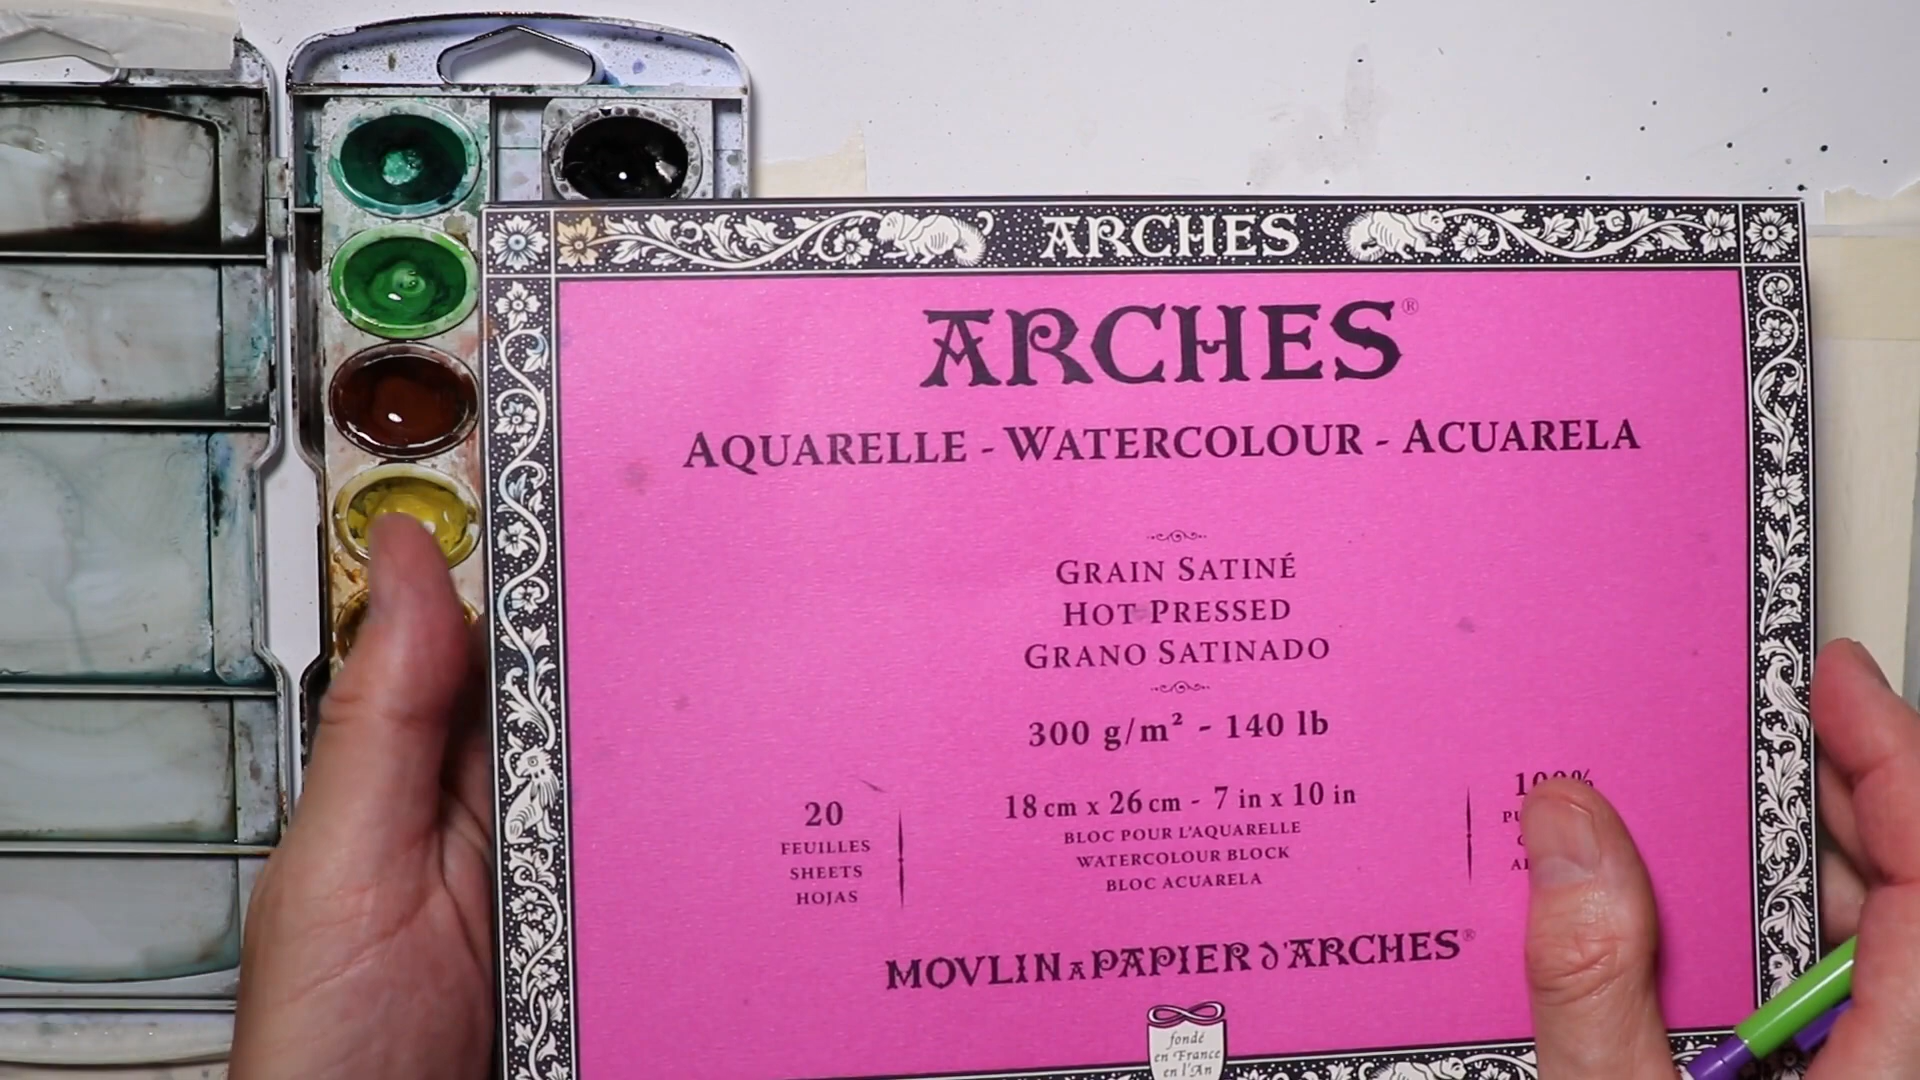 ARCHES
ARCHES®
AQUARELLE - WATERCOLOUR - ACUARELA
GRAIN SATINÉ
HOT PRESSED
GRANO SATINADO
300 g/m² - 140 lb
18 cm x 26 cm - 7 in x 10 in
BLOC POUR L'AQUARELLE
WATERCOLOUR BLOCK
BLOC ACUARELA
20
FEUILLES
SHEETS
HOJAS
100%
MOVLIN A PAPIER D'ARCHES®
fondé
en France
en l'An